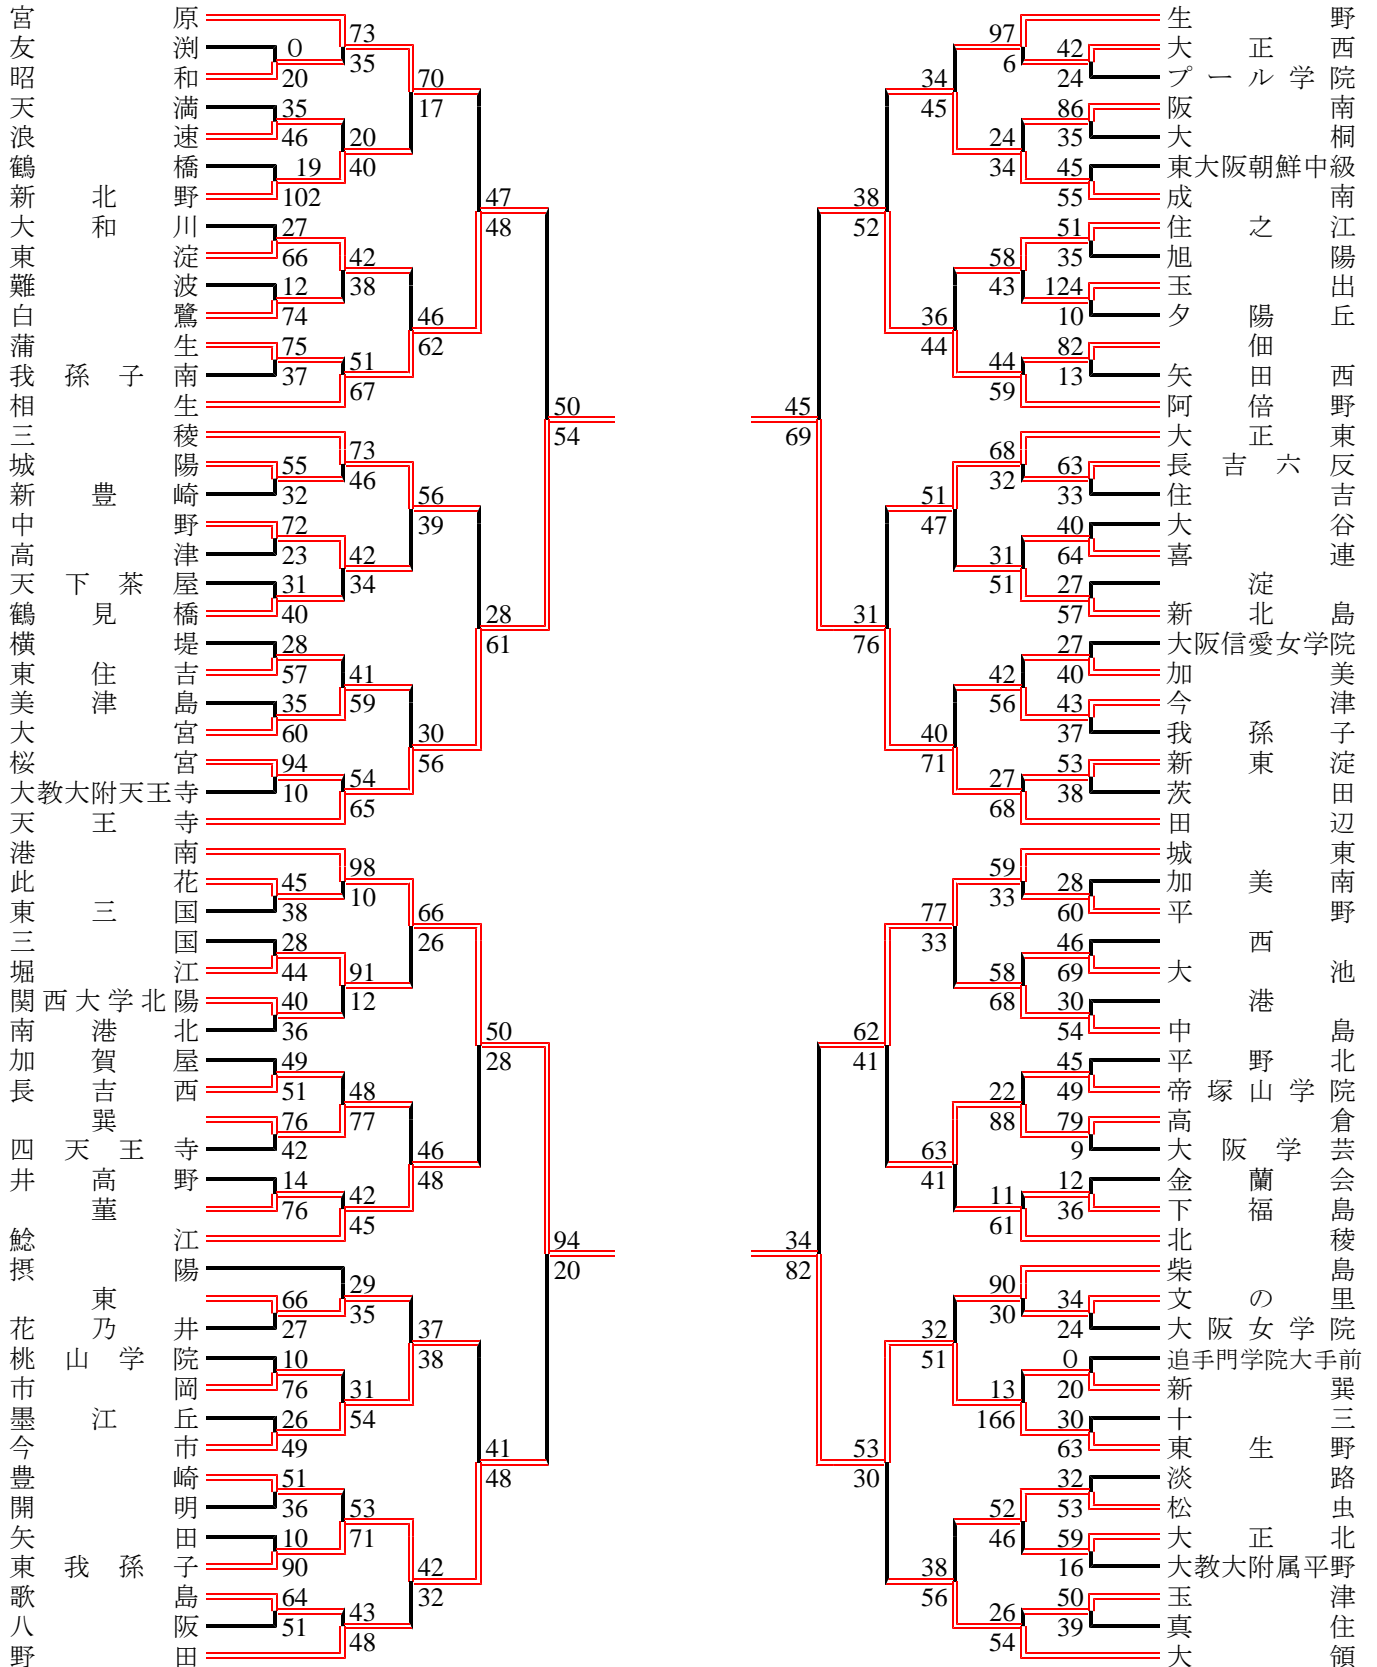 宮原
友渕
昭和
天満
浪速
鶴橋
新北野
大和川
東淀
難波
白鷺
蒲生
我孫子南
相生
三稜
城陽
新豊崎
中野
高津
天下茶屋
鶴見橋
横堤
東住吉
美津島
大宮
桜宮
大教大附天王寺
天王寺
港南
此花
東三国
三国
堀江
関西大学北陽
南港北
加賀屋
長吉西
巽
四天王寺
井高野
菫
鯰江
摂陽
東
花乃井
桃山学院
市岡
墨江丘
今市
豊崎
開明
矢田
東我孫子
歌島
八阪
野田
0
20
35
46
19
102
27
66
12
74
75
37
55
32
72
23
31
40
28
57
35
60
94
10
45
38
28
44
40
36
49
51
76
42
14
76
66
27
10
76
26
49
51
36
10
90
64
51
73
35
20
40
42
38
51
67
73
46
42
34
41
59
54
65
98
10
91
12
48
77
42
45
29
35
31
54
53
71
43
48
70
17
46
62
56
39
30
56
66
26
46
48
37
38
42
32
47
48
28
61
50
28
41
48
50
54
94
20
45
69
34
82
38
52
31
76
62
41
53
30
34
45
36
44
51
47
40
71
77
33
63
41
32
51
38
56
97
6
24
34
58
43
44
59
68
32
31
51
42
56
27
68
59
33
58
68
22
88
11
61
90
30
13
166
52
46
26
54
42
24
86
35
45
55
51
35
124
10
82
13
63
33
40
64
27
57
27
40
43
37
53
38
28
60
46
69
30
54
45
49
79
9
12
36
34
24
0
20
30
63
32
53
59
16
50
39
生野
大正西
プール学院
阪南
大桐
東大阪朝鮮中級
成南
住之江
旭陽
玉出
夕陽丘
佃
矢田西
阿倍野
大正東
長吉六反
住吉
大谷
喜連
淀
新北島
大阪信愛女学院
加美
今津
我孫子
新東淀
茨田
田辺
城東
加美南
平野
西
大池
港
中島
平野北
帝塚山学院
高倉
大阪学芸
金蘭会
下福島
北稜
柴島
文の里
大阪女学院
追手門学院大手前
新巽
十三
東生野
淡路
松虫
大正北
大教大附属平野
玉津
真住
大領